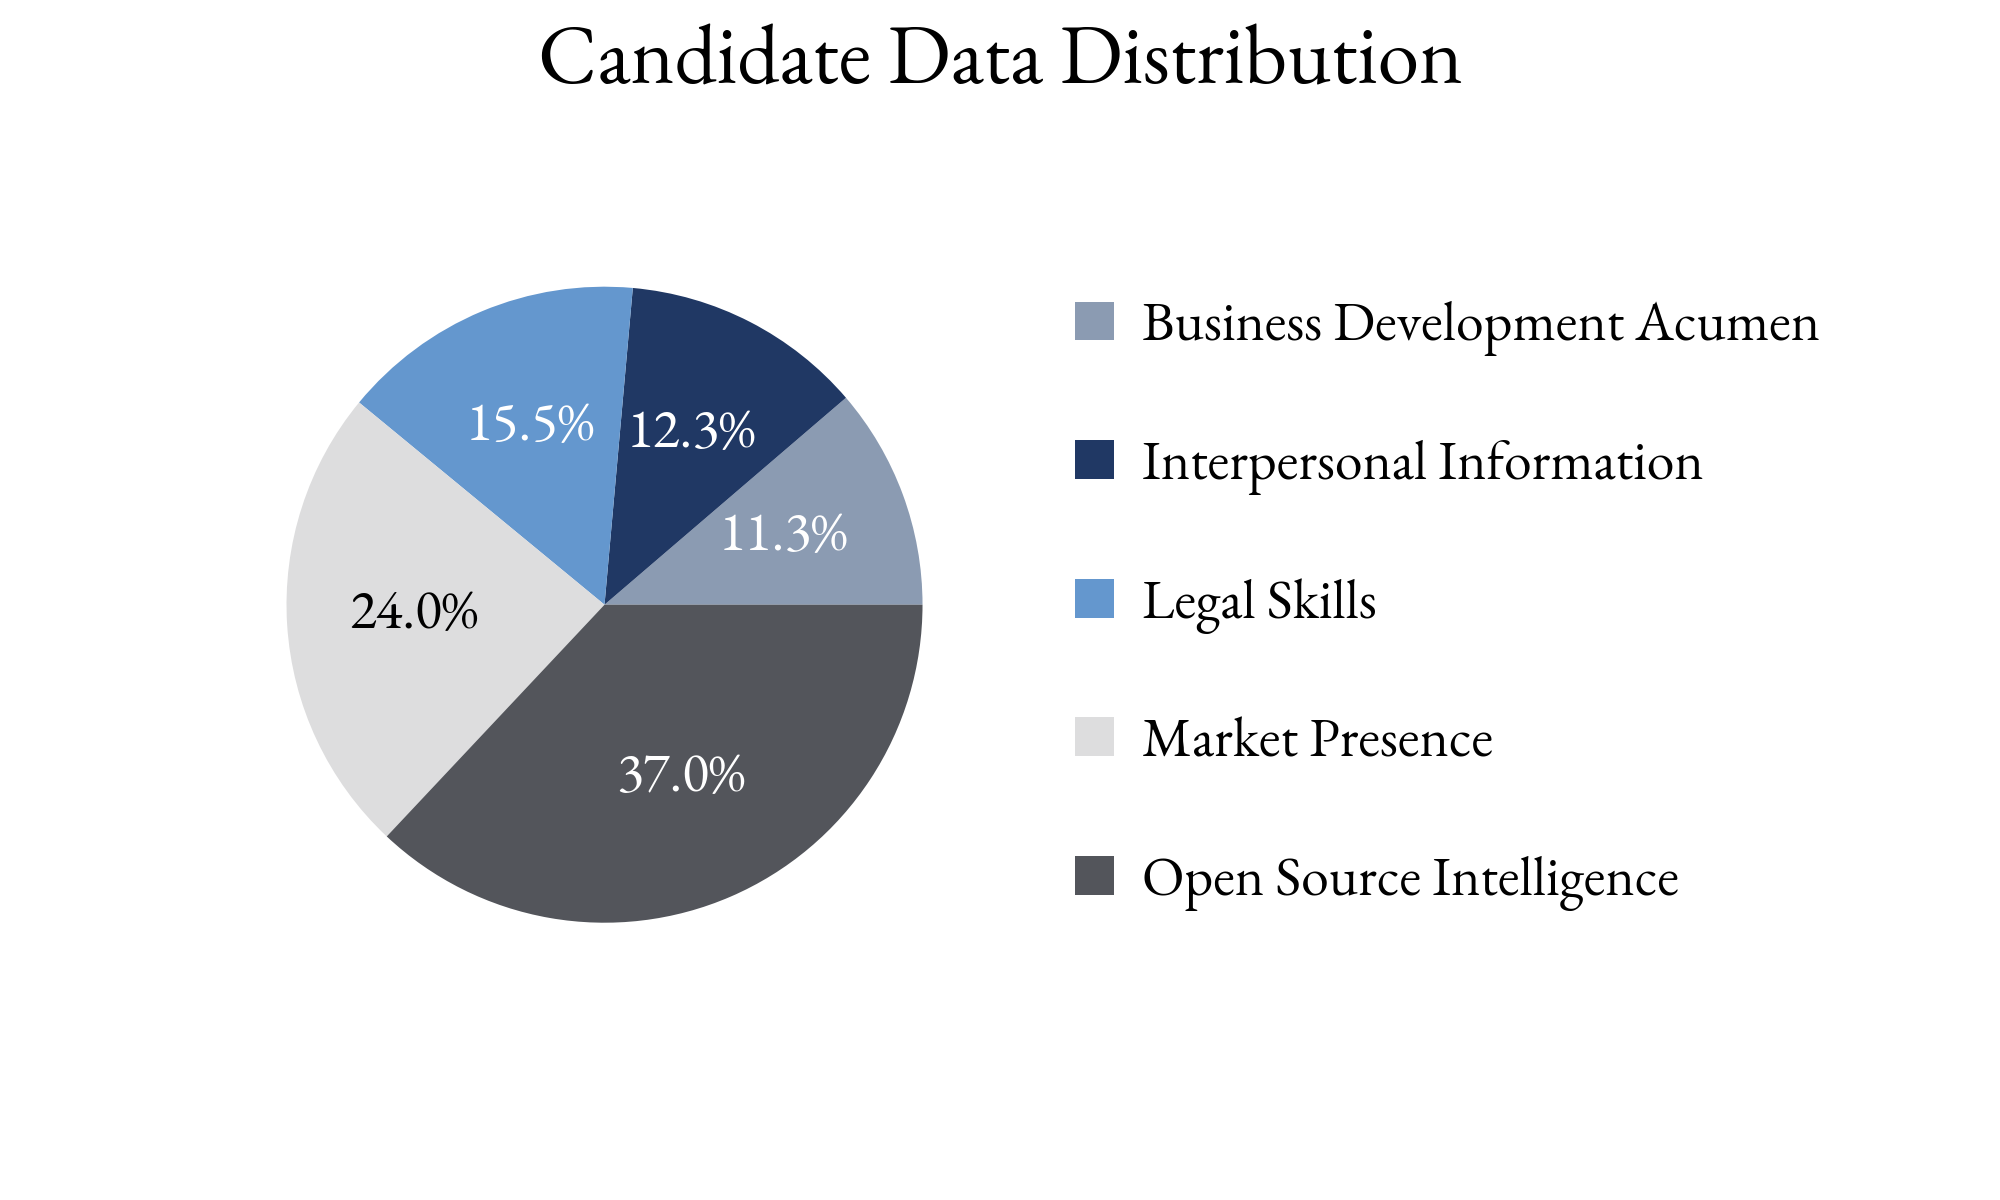 Candidate Data Distribution
15.5%
12.3%
11.3%
24.0%
37.0%
Business Development Acumen
Interpersonal Information
Legal Skills
Market Presence
Open Source Intelligence